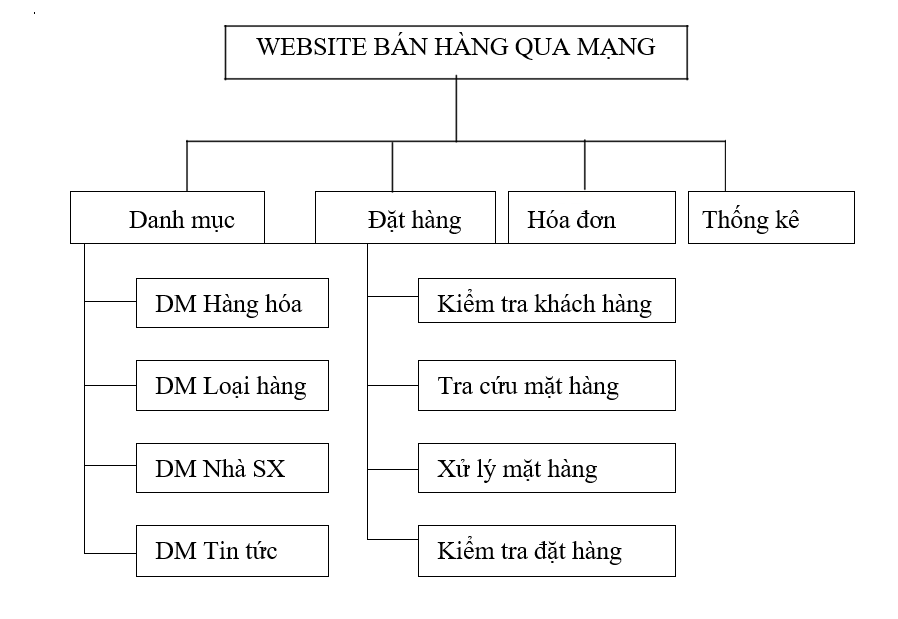 WEBSITE BÁN HÀNG QUA MẠNG
Danh mục
Đặt hàng
Hóa đơn
Thống kê
DM Hàng hóa
Kiểm tra khách hàng
DM Loại hàng
Tra cứu mặt hàng
DM Nhà SX
Xử lý mặt hàng
DM Tin tức
Kiểm tra đặt hàng